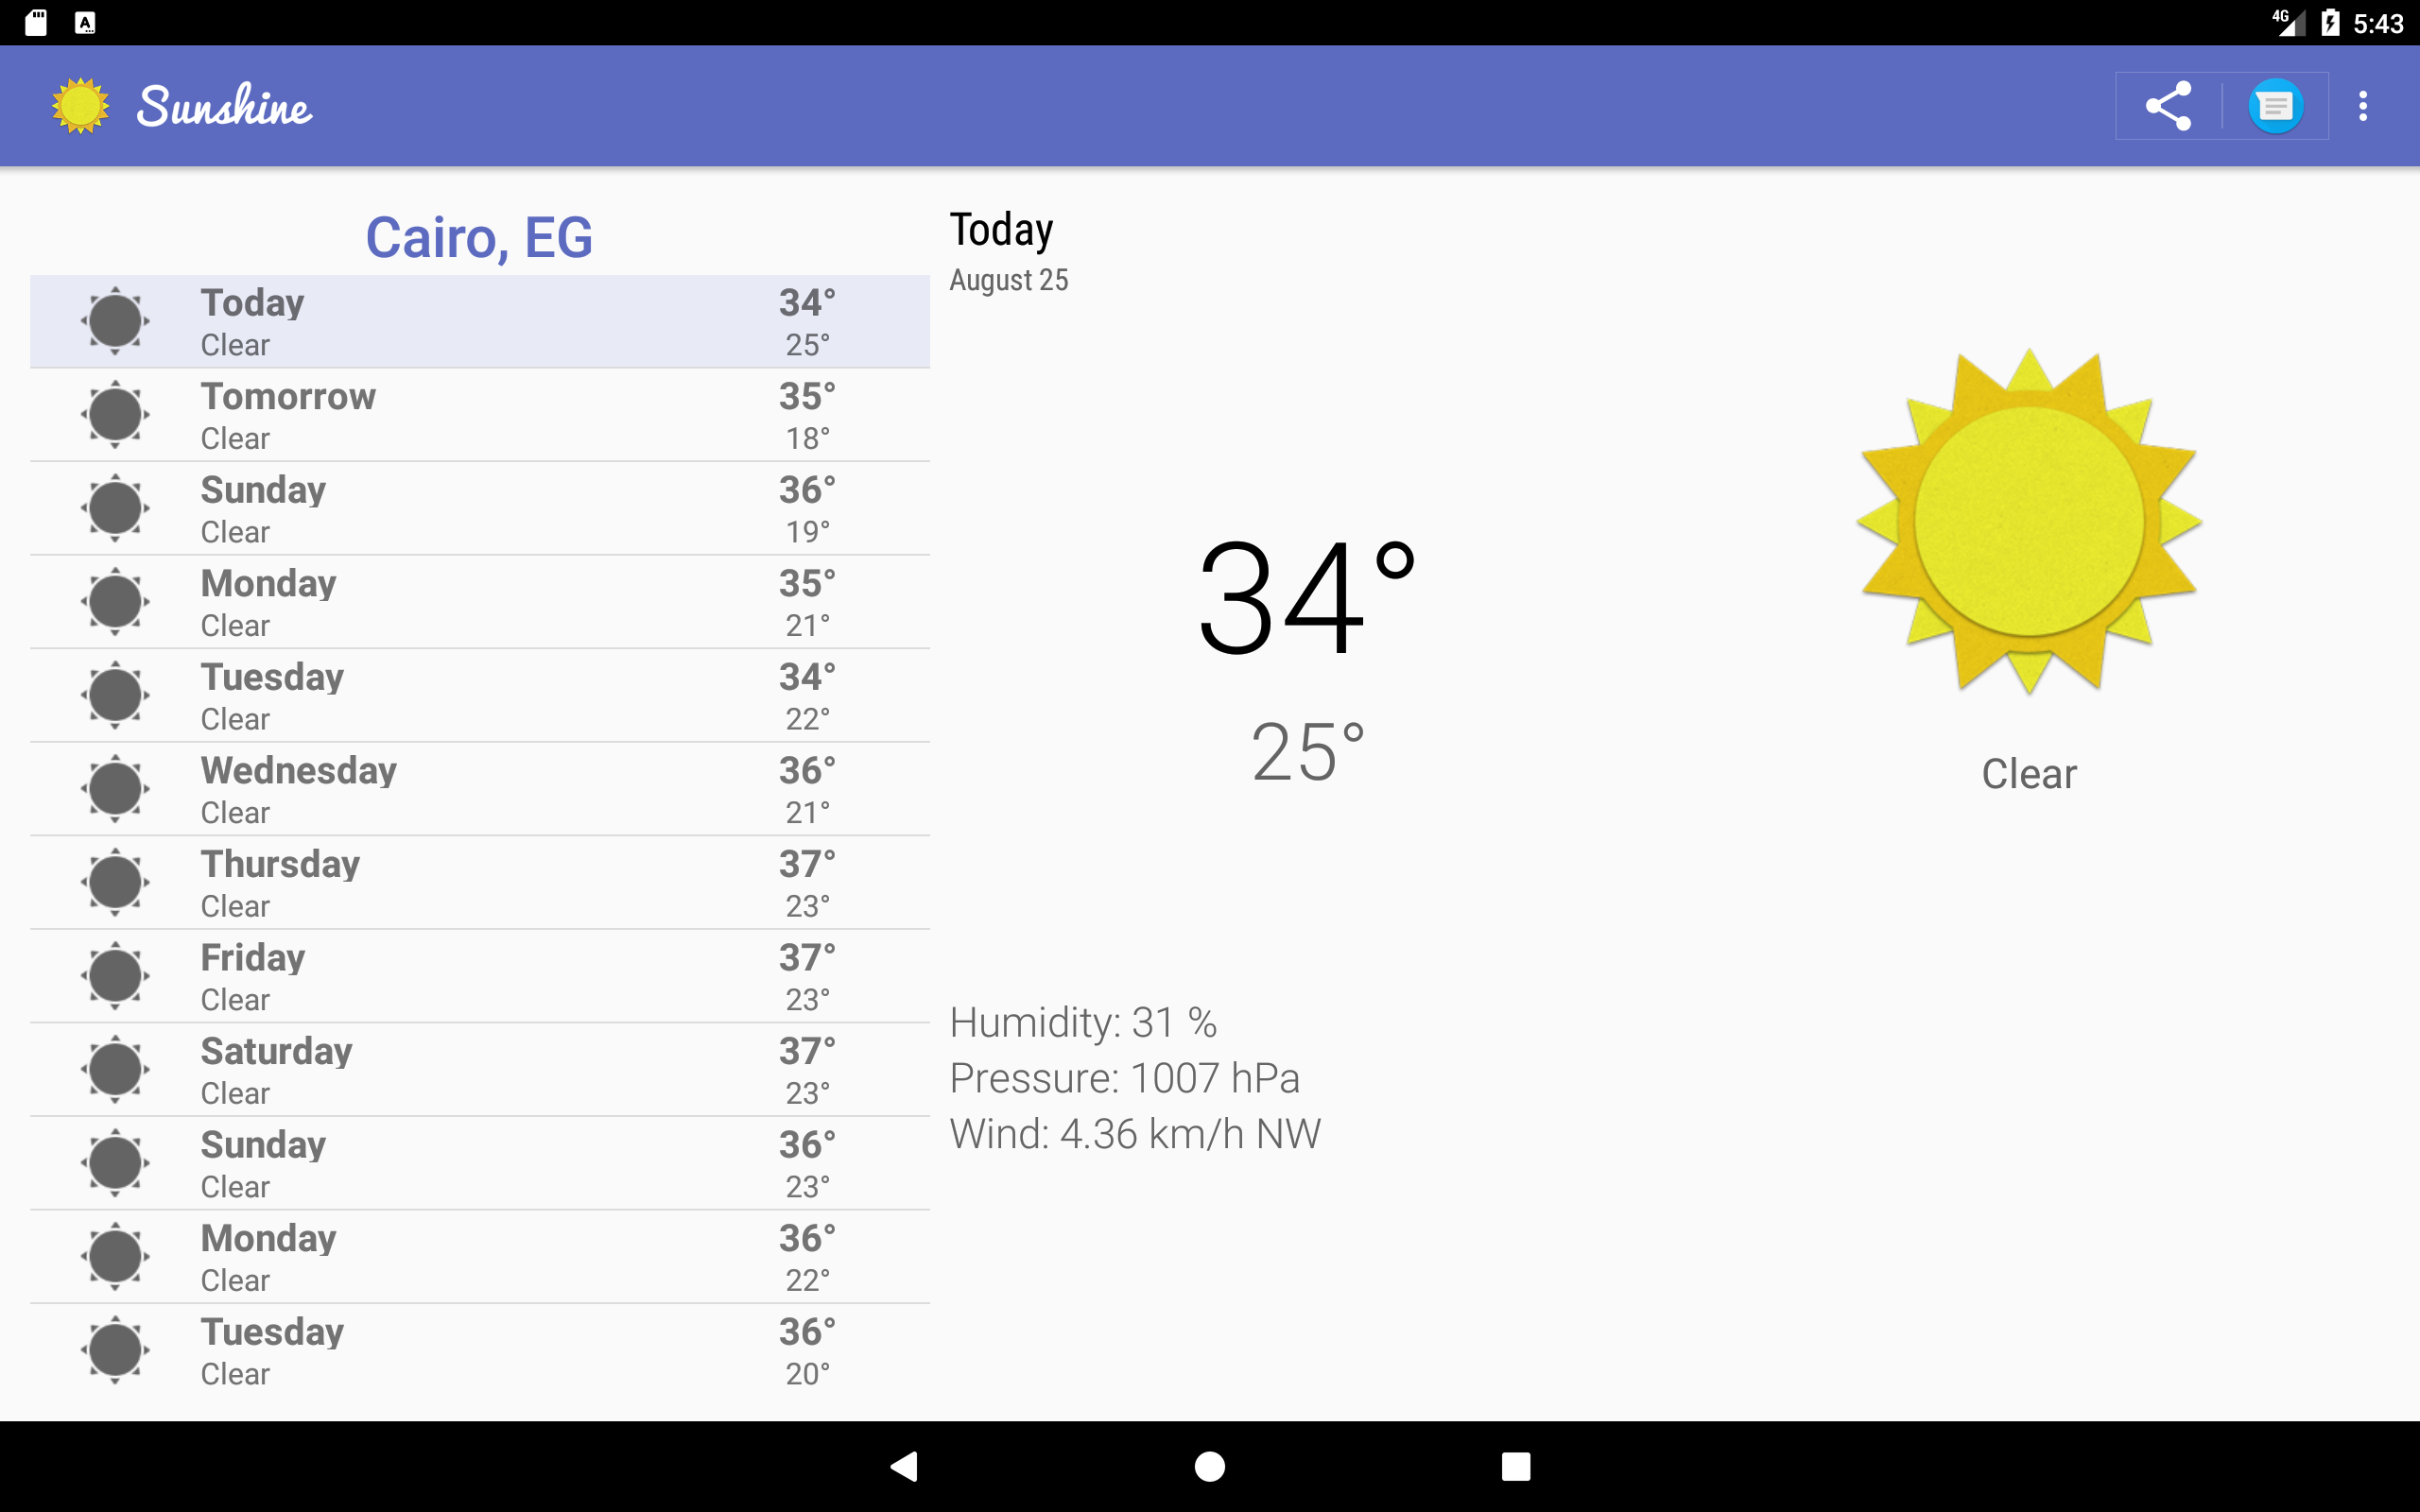 4G 5:43
Sunshine
Cairo, EG
Today 34°
Clear 25°
Tomorrow 35°
Clear 18°
Sunday 36°
Clear 19°
Monday 35°
Clear 21°
Tuesday 34°
Clear 22°
Wednesday 36°
Clear 21°
Thursday 37°
Clear 23°
Friday 37°
Clear 23°
Saturday 37°
Clear 23°
Sunday 36°
Clear 23°
Monday 36°
Clear 22°
Tuesday 36°
Clear 20°
Today
August 25
34°
25°
Clear
Humidity: 31 %
Pressure: 1007 hPa
Wind: 4.36 km/h NW